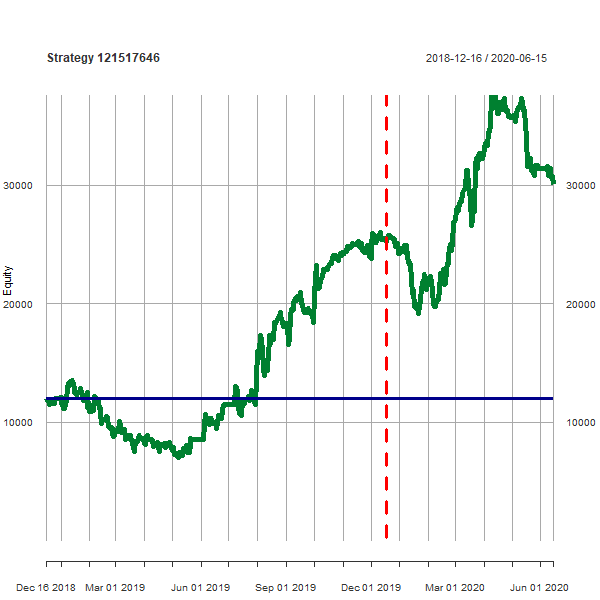 Strategy 121517646
2018-12-16 / 2020-06-15
30000
30000
Equity
20000
20000
10000
10000
Dec 16 2018
Mar 01 2019
Jun 01 2019
Sep 01 2019
Dec 01 2019
Mar 01 2020
Jun 01 2020